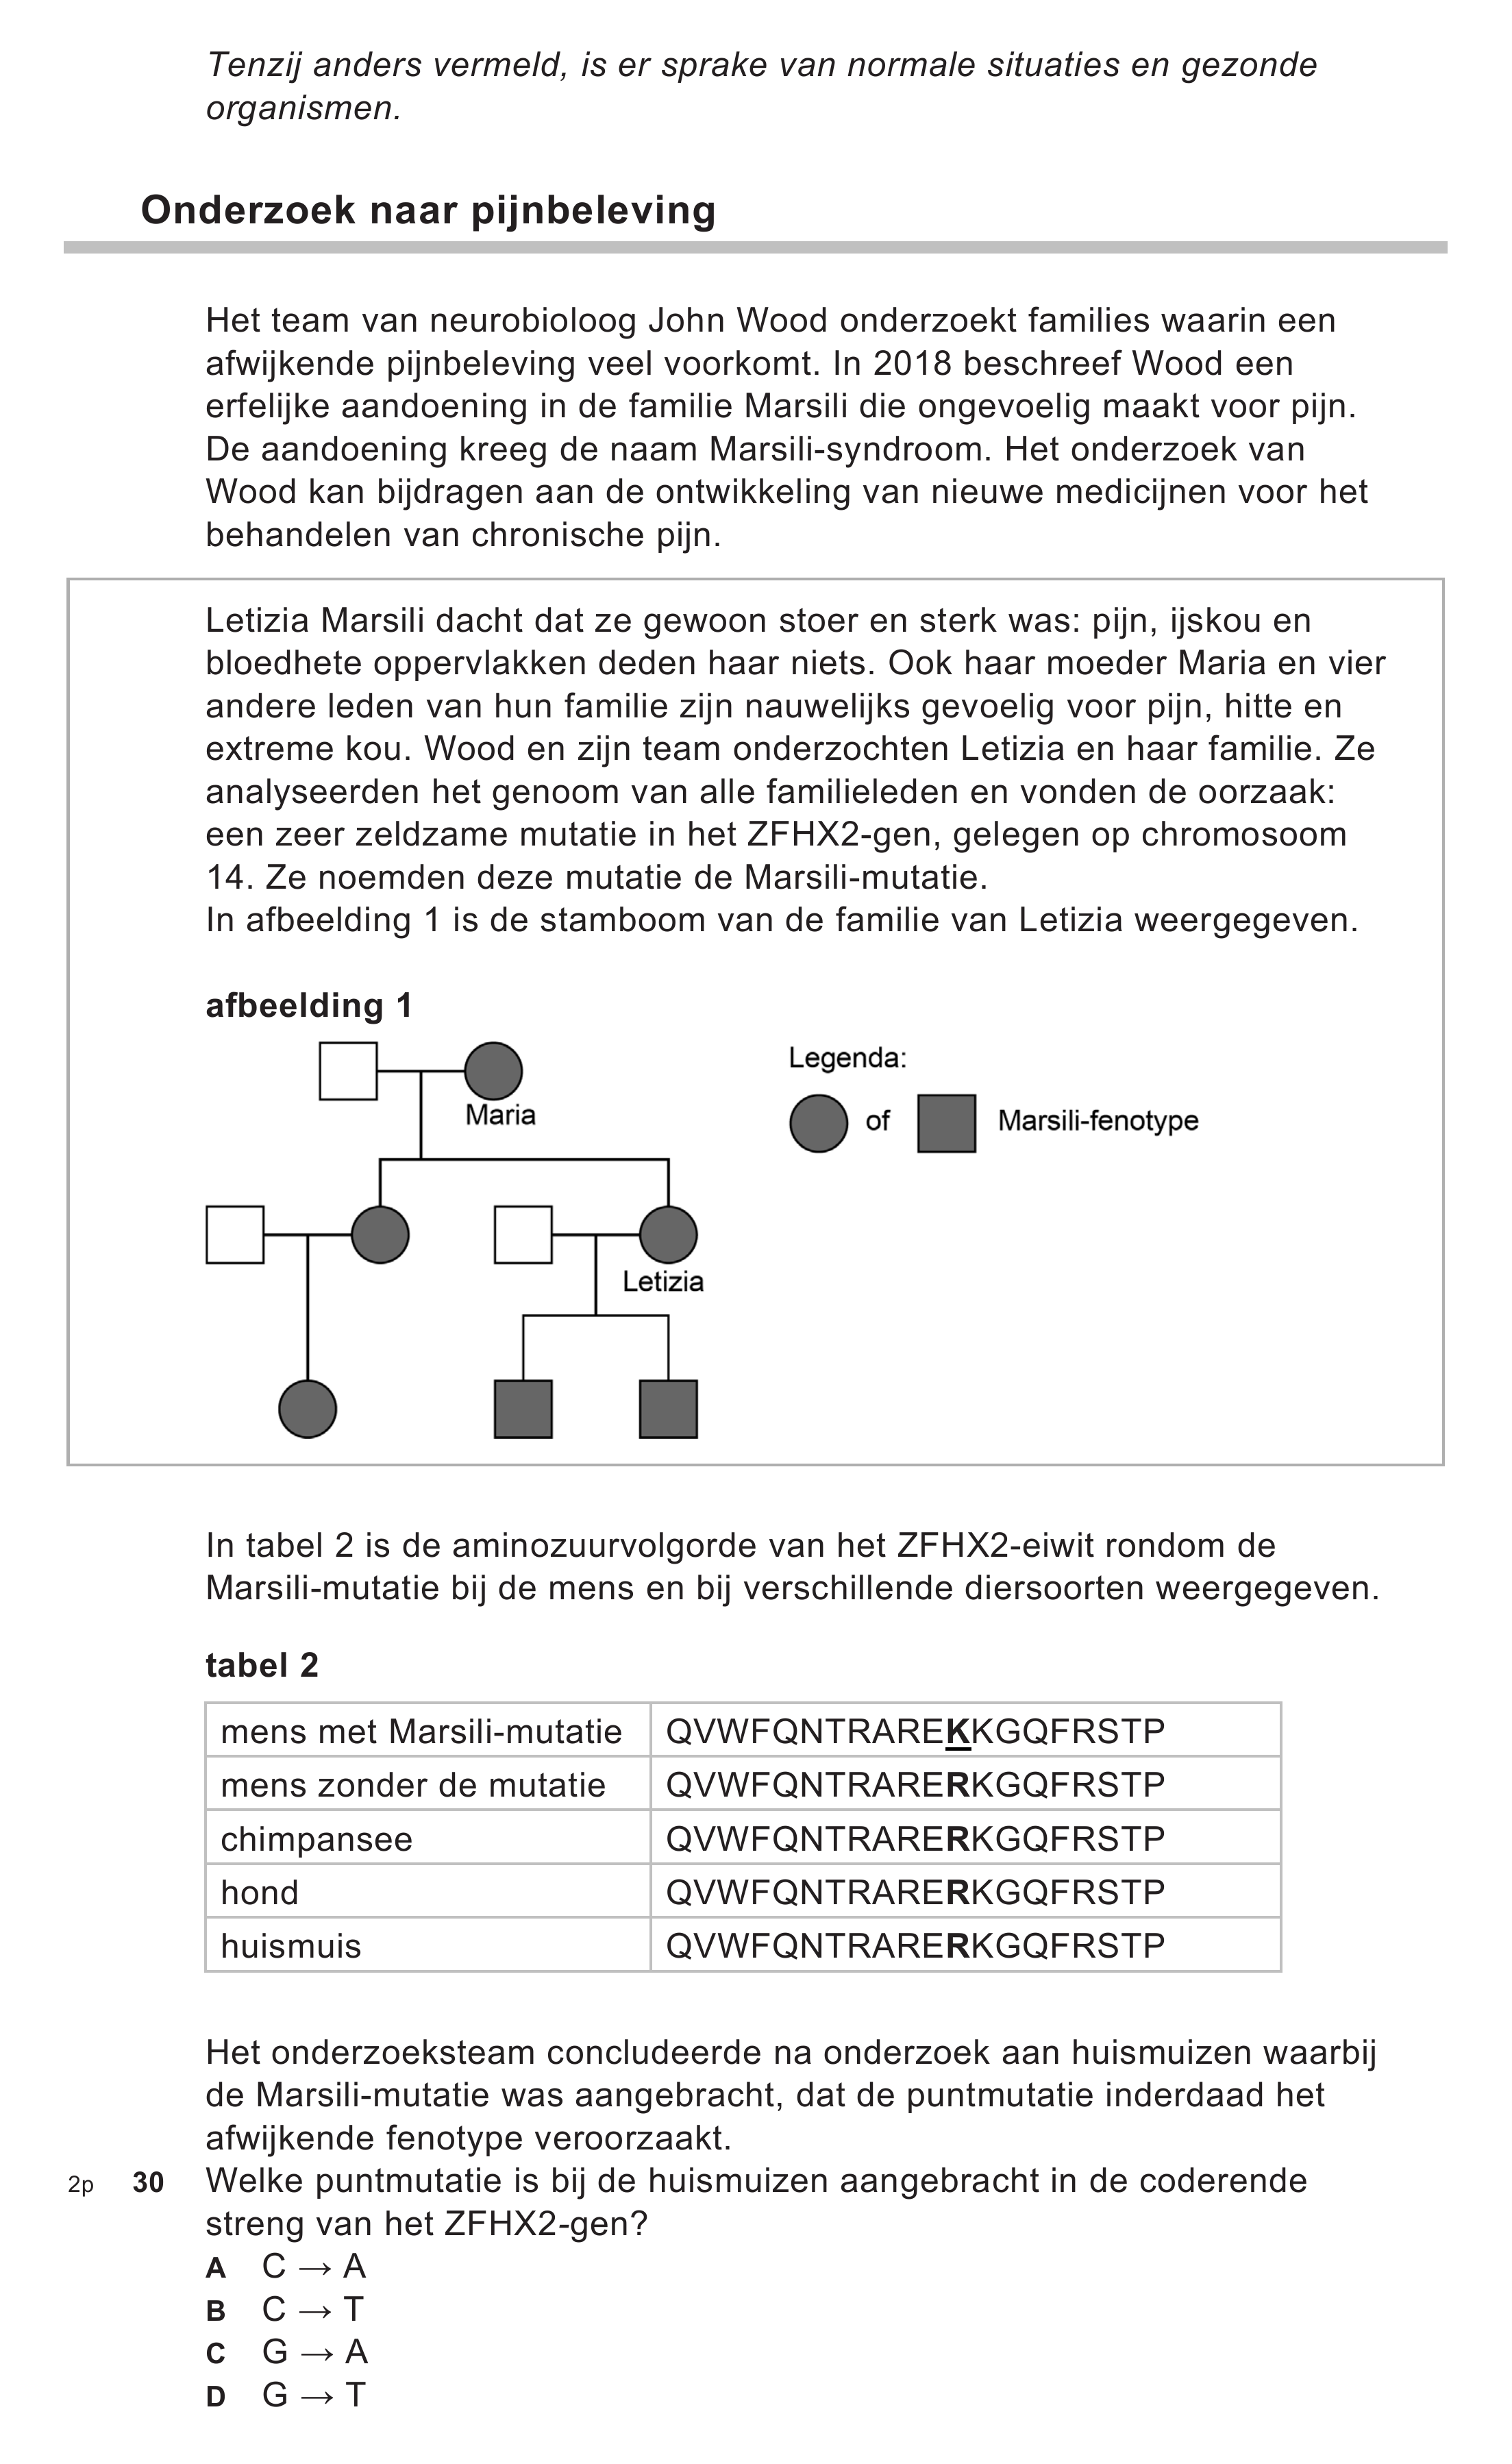 Tenzij anders vermeld, is er sprake van normale situaties en gezonde
organismen.
Onderzoek naar pijnbeleving
Het team van neurobioloog John Wood onderzoekt families waarin een
afwijkende pijnbeleving veel voorkomt. In 2018 beschreef Wood een
erfelijke aandoening in de familie Marsili die ongevoelig maakt voor pijn.
De aandoening kreeg de naam Marsili-syndroom. Het onderzoek van
Wood kan bijdragen aan de ontwikkeling van nieuwe medicijnen voor het
behandelen van chronische pijn.
Letizia Marsili dacht dat ze gewoon stoer en sterk was: pijn, ijskou en
bloedhete oppervlakken deden haar niets. Ook haar moeder Maria en vier
andere leden van hun familie zijn nauwelijks gevoelig voor pijn, hitte en
extreme kou. Wood en zijn team onderzochten Letizia en haar familie. Ze
analyseerden het genoom van alle familieleden en vonden de oorzaak:
een zeer zeldzame mutatie in het ZFHX2-gen, gelegen op chromosoom
14. Ze noemden deze mutatie de Marsili-mutatie.
In afbeelding 1 is de stamboom van de familie van Letizia weergegeven.
afbeelding 1
Maria
Letizia
Legenda:
of Marsili-fenotype
In tabel 2 is de aminozuurvolgorde van het ZFHX2-eiwit rondom de
Marsili-mutatie bij de mens en bij verschillende diersoorten weergegeven.
tabel 2
mens met Marsili-mutatie QVWFQNTRAREKKGQFRSTP
mens zonder de mutatie QVWFQNTRARERKGQFRSTP
chimpansee QVWFQNTRARERKGQFRSTP
hond QVWFQNTRARERKGQFRSTP
huismuis QVWFQNTRARERKGQFRSTP
Het onderzoeksteam concludeerde na onderzoek aan huismuizen waarbij
de Marsili-mutatie was aangebracht, dat de puntmutatie inderdaad het
afwijkende fenotype veroorzaakt.
2p 30 Welke puntmutatie is bij de huismuizen aangebracht in de coderende
streng van het ZFHX2-gen?
A C → A
B C → T
C G → A
D G → T